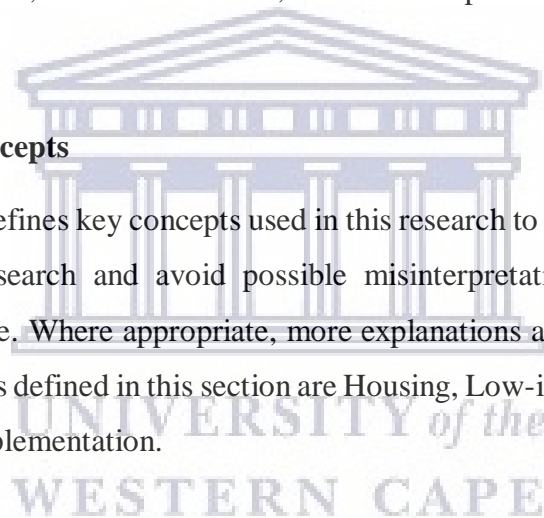 cepts
efines key concepts used in this research to
search and avoid possible misinterpretat
e. Where appropriate, more explanations a
s defined in this section are Housing, Low-i
UNIVERSITY of the
plementation.
WESTERN CAPE